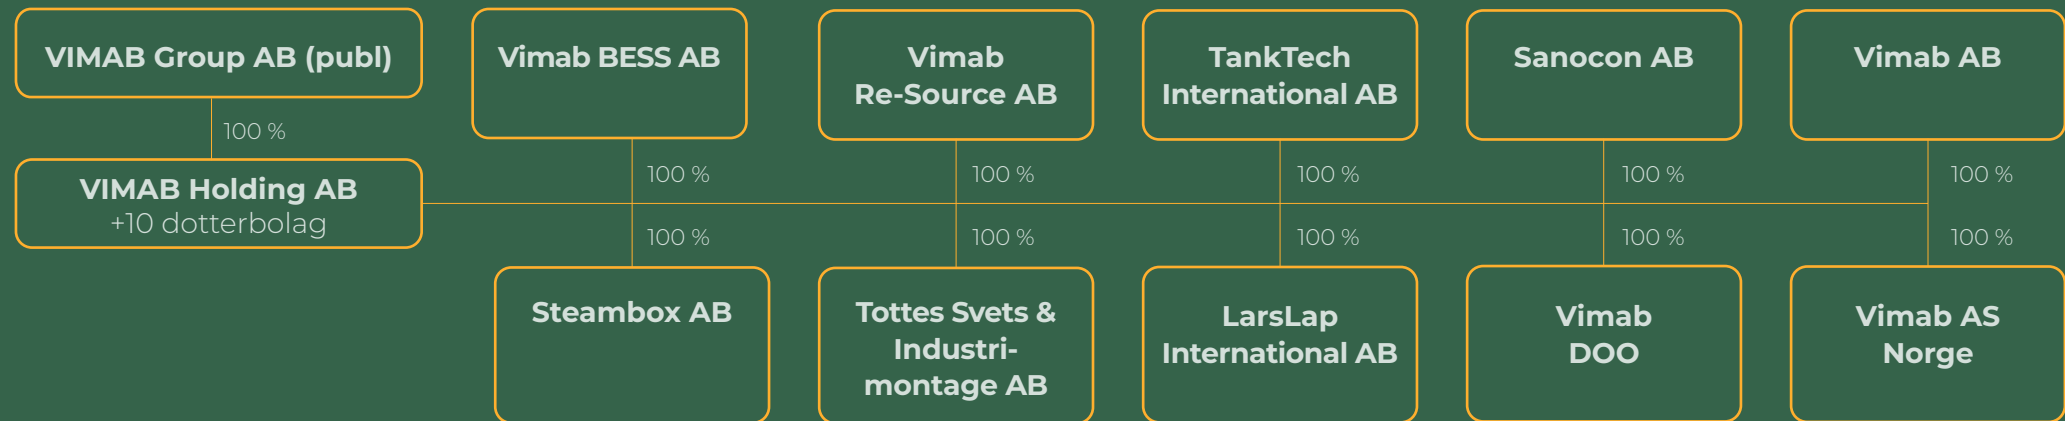 VIMAB Group AB (publ)
Vimab BESS AB
Vimab
Re-Source AB
TankTech
International AB
Sanocon AB
Vimab AB
100 %
VIMAB Holding AB
+10 dotterbolag
100 %
100 %
100 %
100 %
100 %
100 %
100 %
100 %
100 %
100 %
Steambox AB
Tottes Svets &
Industri-
montage AB
LarsLap
International AB
Vimab
DOO
Vimab AS
Norge